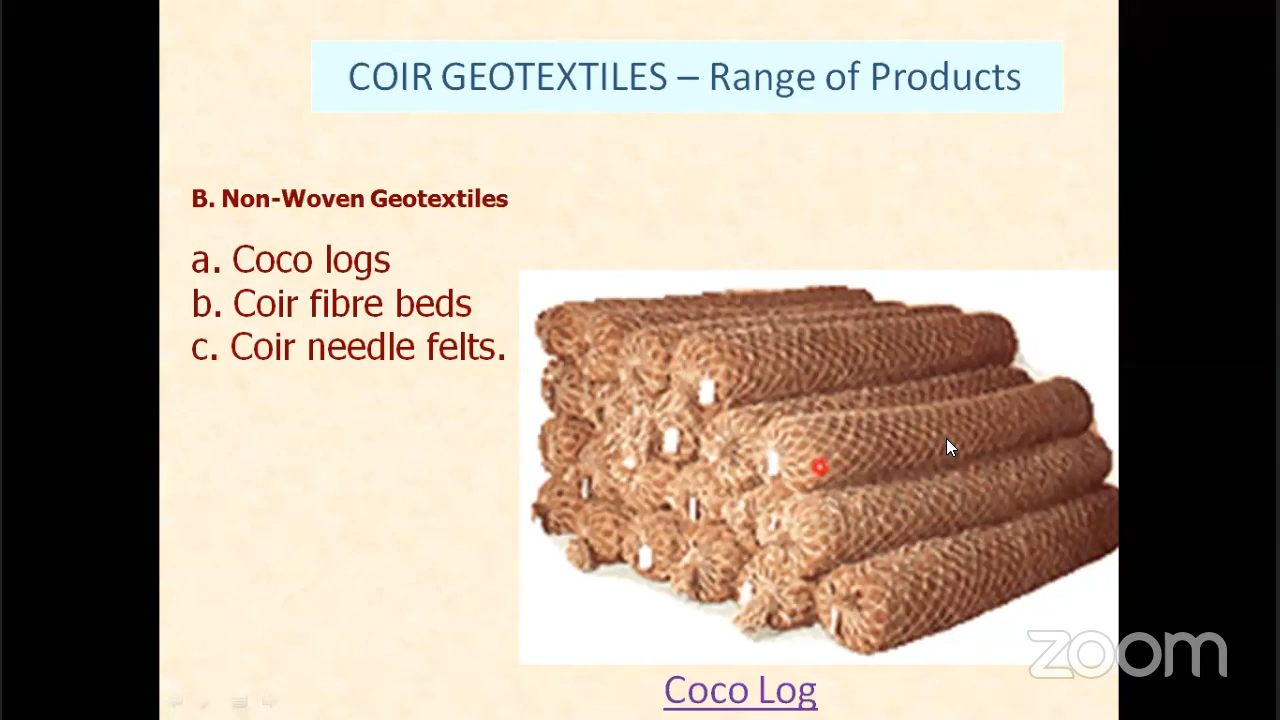 COIR GEOTEXTILES – Range of Products
B. Non-Woven Geotextiles
a. Coco logs
b. Coir fibre beds
c. Coir needle felts.
zoom
Coco Log